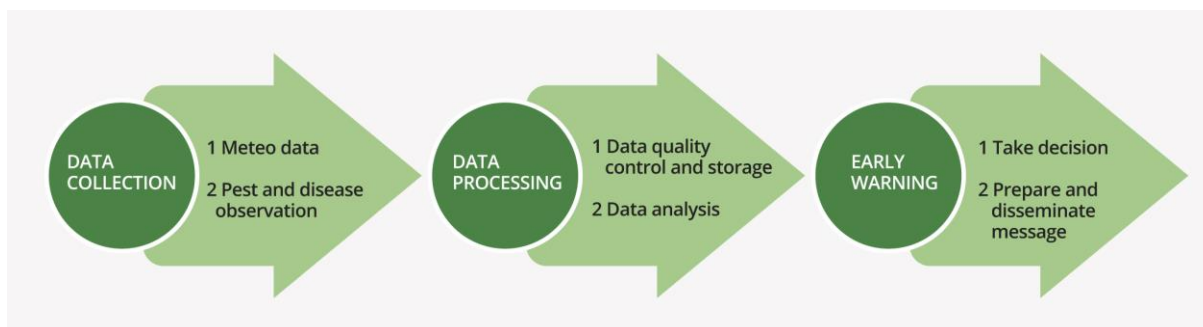 DATA
COLLECTION
1 Meteo data
2 Pest and disease
observation
DATA
PROCESSING
1 Data quality
control and storage
2 Data analysis
EARLY
WARNING
1 Take decision
2 Prepare and
disseminate
message